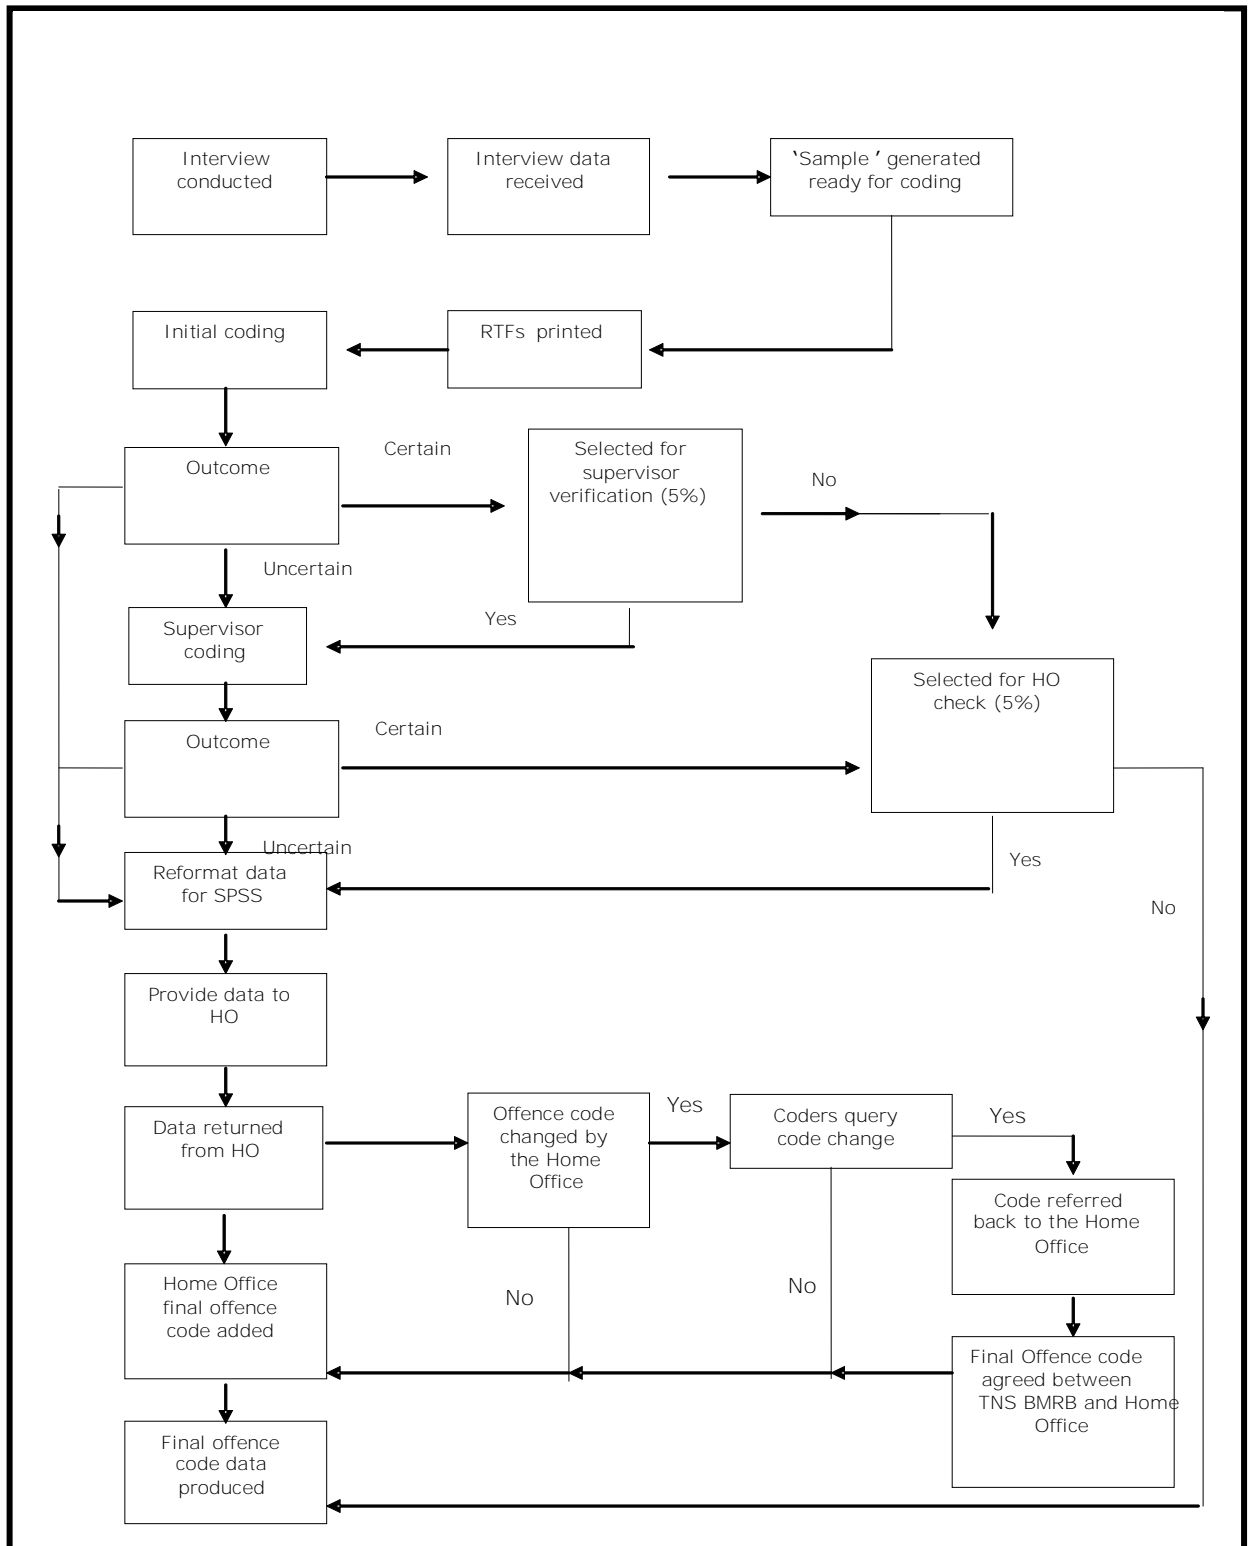 Interview
conducted
Interview data
received
‘Sample ’ generated
ready for coding
Initial coding
RTFs printed
Outcome
Certain
Selected for
supervisor
verification (5%)
No
Uncertain
Yes
Supervisor
coding
Selected for HO
check (5%)
Outcome
Certain
Uncertain
Reformat data
for SPSS
Yes
No
Provide data to
HO
Data returned
from HO
Offence code
changed by
the Home
Office
Yes
Coders query
code change
Yes
Code referred
back to the Home
Office
Home Office
final offence
code added
No
No
Final Offence code
agreed between
TNS BMRB and Home
Office
Final offence
code data
produced